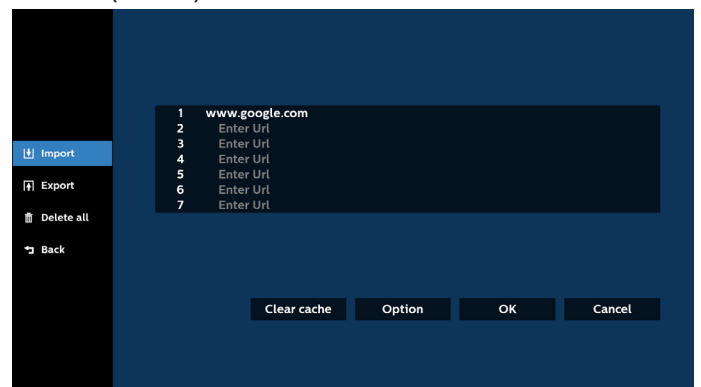 1 www.google.com
2 Enter Url
3 Enter Url
4 Enter Url
5 Enter Url
6 Enter Url
7 Enter Url
Import
Export
Delete all
Back
Clear cache Option OK Cancel